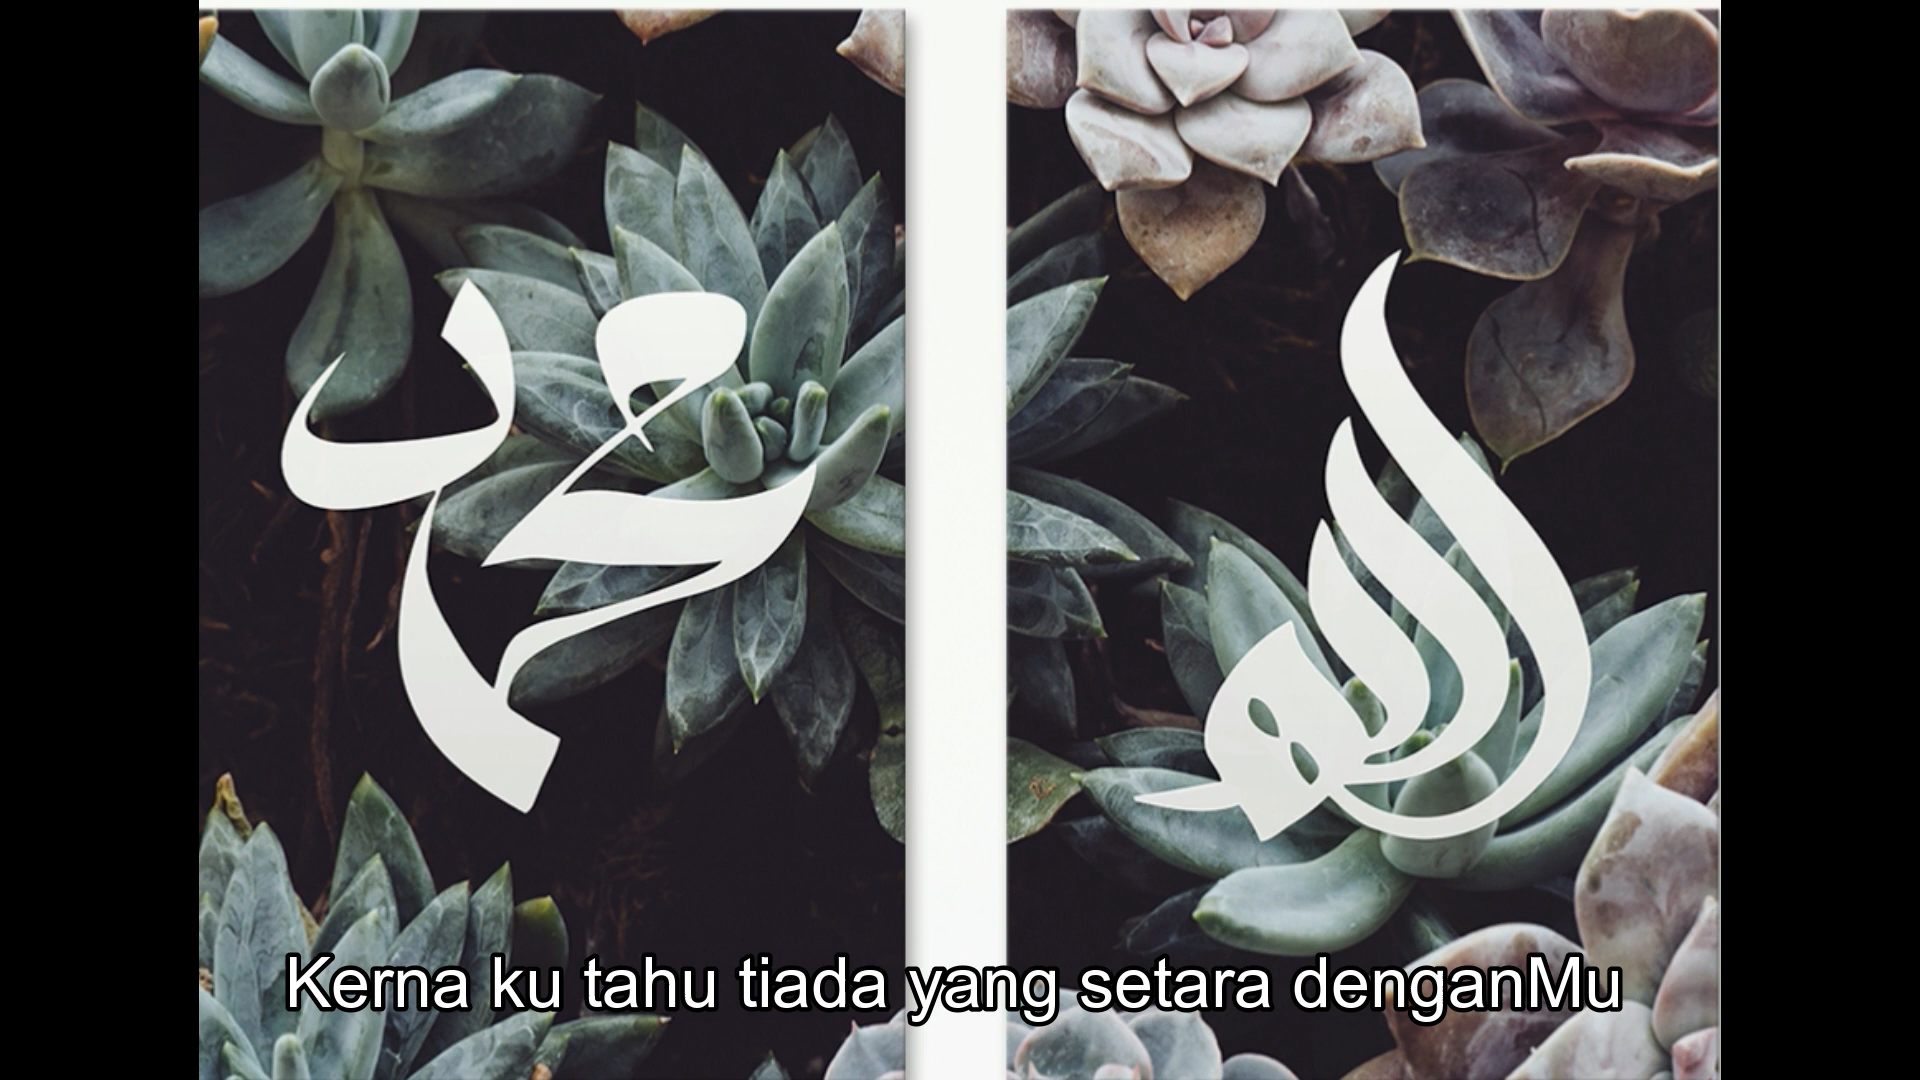 الله
محمد
Kerna ku tahu tiada yang setara denganMu